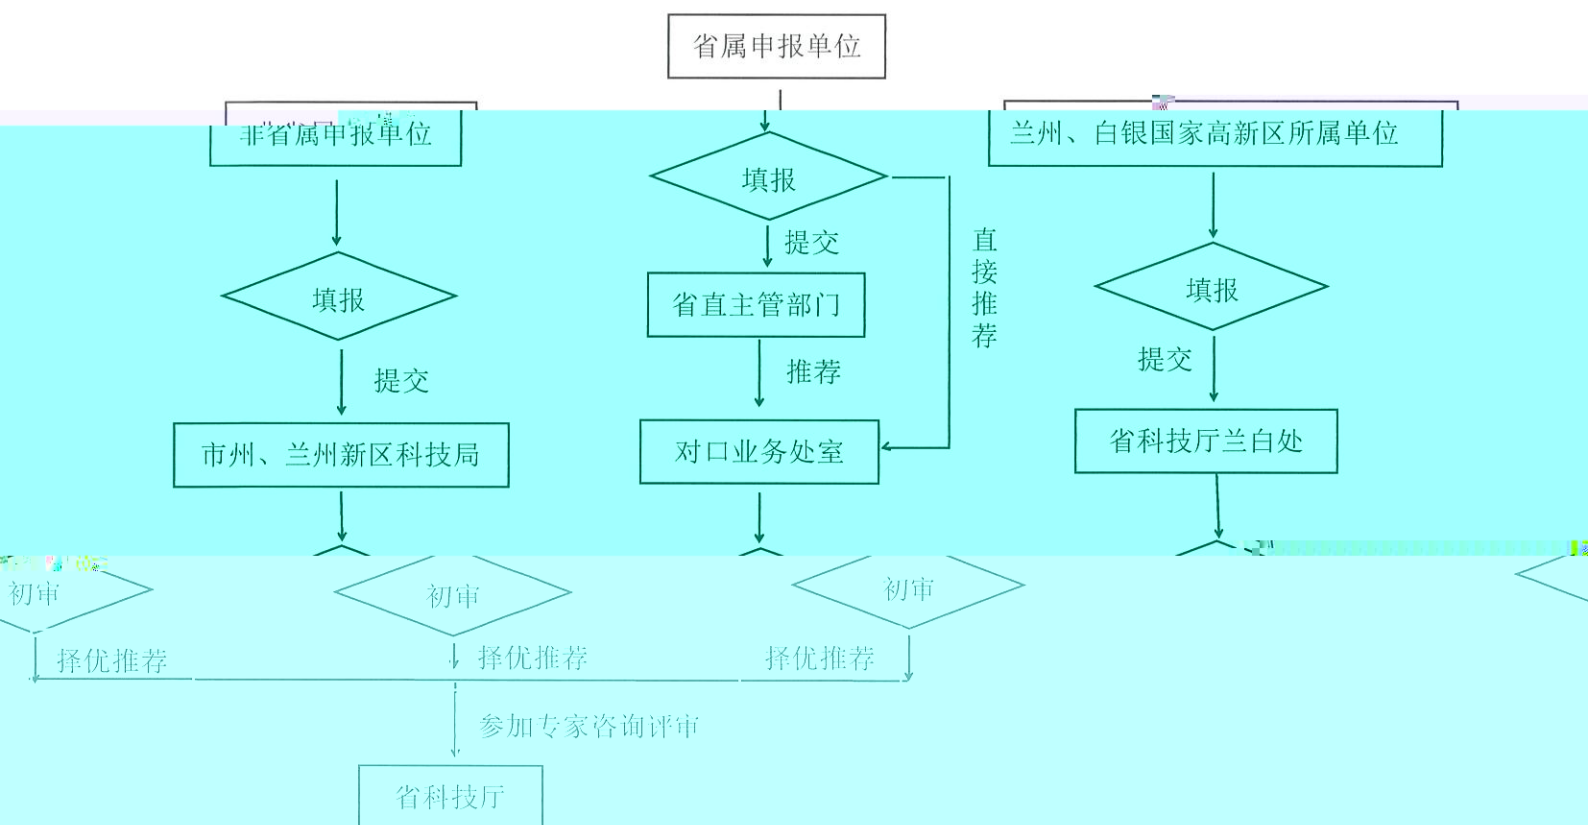 省属申报单位
非省属申报单位
兰州、白银国家高新区所属单位
填报
直接推荐
提交
填报
填报
省直主管部门
提交
推荐
提交
市州、兰州新区科技局
对口业务处室
省科技厅兰白处
初审
初审
初审
择优推荐
择优推荐
择优推荐
参加专家咨询评审
省科技厅